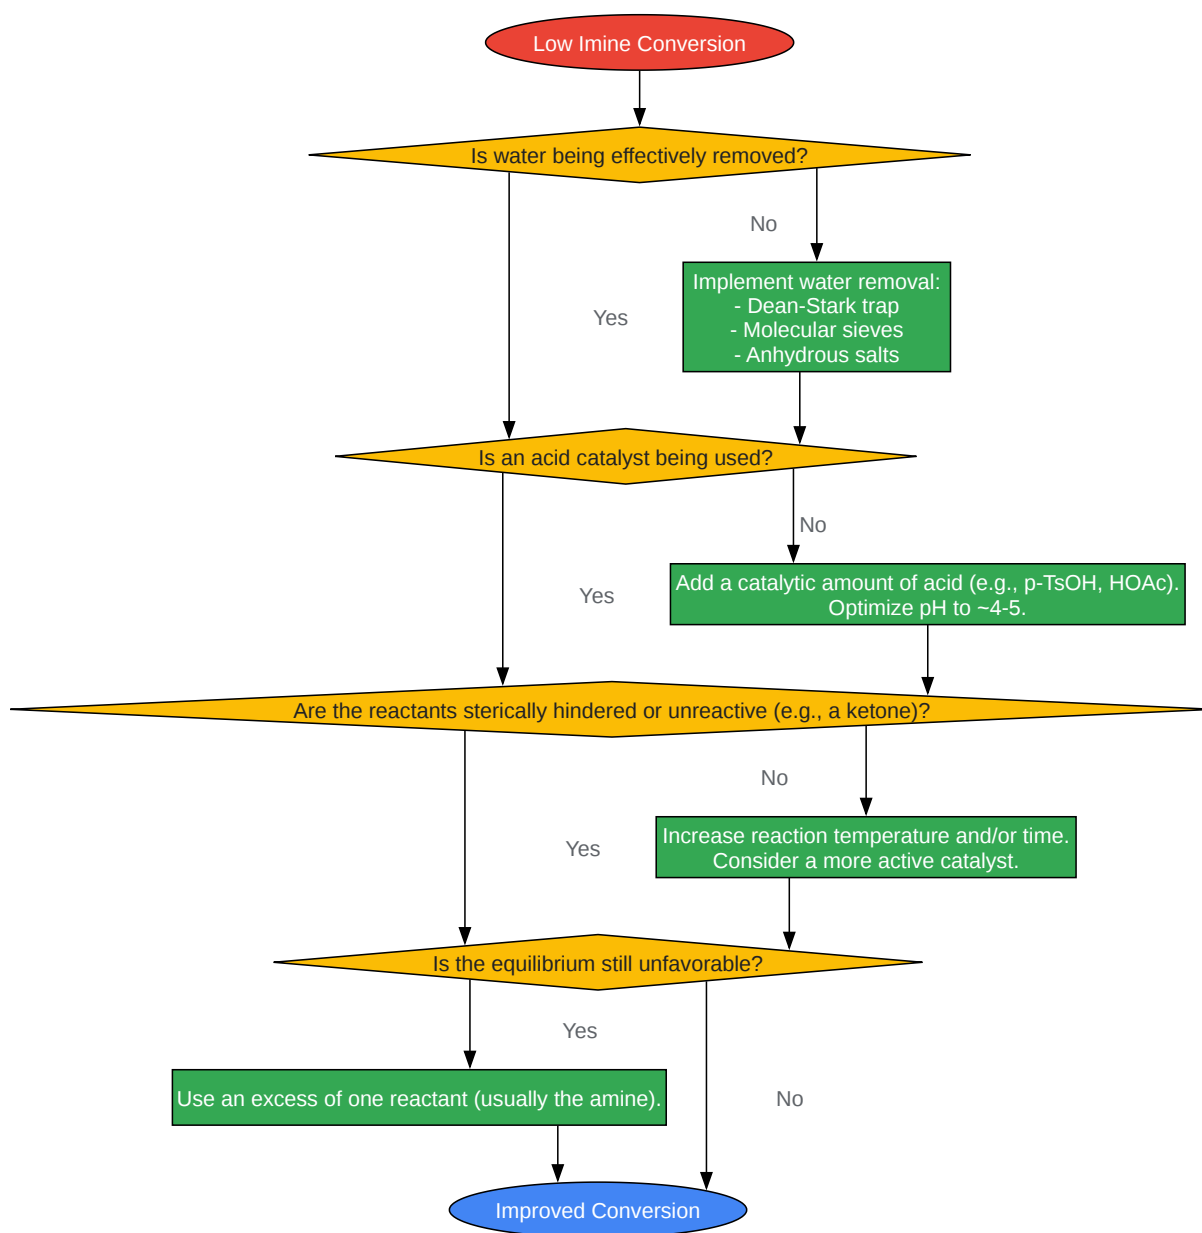 Low Imine Conversion
Is water being effectively removed?
No
Implement water removal:
- Dean-Stark trap
- Molecular sieves
- Anhydrous salts
Yes
Is an acid catalyst being used?
No
Add a catalytic amount of acid (e.g., p-TsOH, HOAc).
Optimize pH to ~4-5.
Yes
Are the reactants sterically hindered or unreactive (e.g., a ketone)?
No
Increase reaction temperature and/or time.
Consider a more active catalyst.
Yes
Is the equilibrium still unfavorable?
Yes
Use an excess of one reactant (usually the amine).
No
Improved Conversion